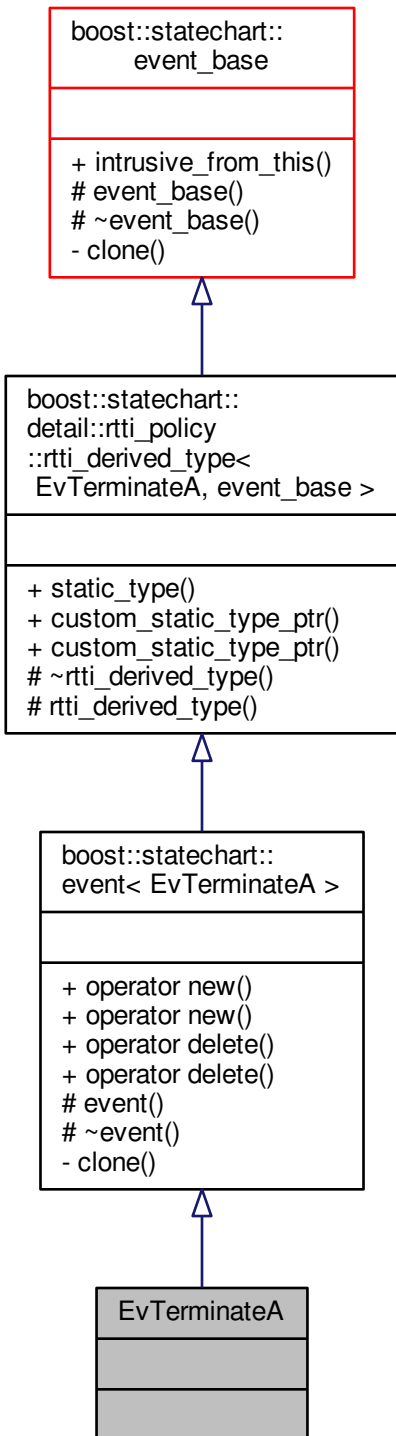 boost::statechart::
event_base
+ intrusive_from_this()
# event_base()
# ~event_base()
- clone()
boost::statechart::
detail::rtti_policy
::rtti_derived_type<
EvTerminateA, event_base >
+ static_type()
+ custom_static_type_ptr()
+ custom_static_type_ptr()
# ~rtti_derived_type()
# rtti_derived_type()
boost::statechart::
event< EvTerminateA >
+ operator new()
+ operator new()
+ operator delete()
+ operator delete()
# event()
# ~event()
- clone()
EvTerminateA